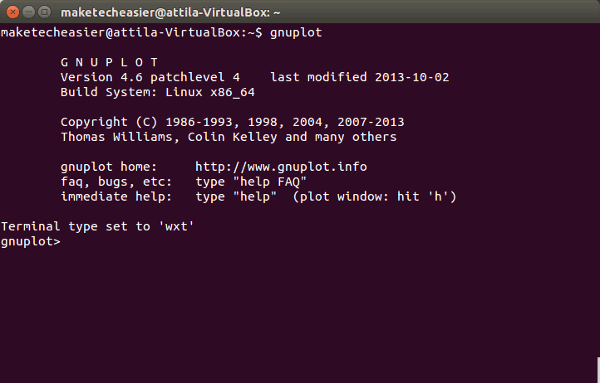 maketecheasier@attila-VirtualBox: ~
maketecheasier@attila-VirtualBox:~$ gnuplot
G N U P L O T
Version 4.6 patchlevel 4    last modified 2013-10-02
Build System: Linux x86_64
Copyright (C) 1986-1993, 1998, 2004, 2007-2013
Thomas Williams, Colin Kelley and many others
gnuplot home:     http://www.gnuplot.info
faq, bugs, etc:   type "help FAQ"
immediate help:   type "help"  (plot window: hit 'h')
Terminal type set to 'wxt'
gnuplot>